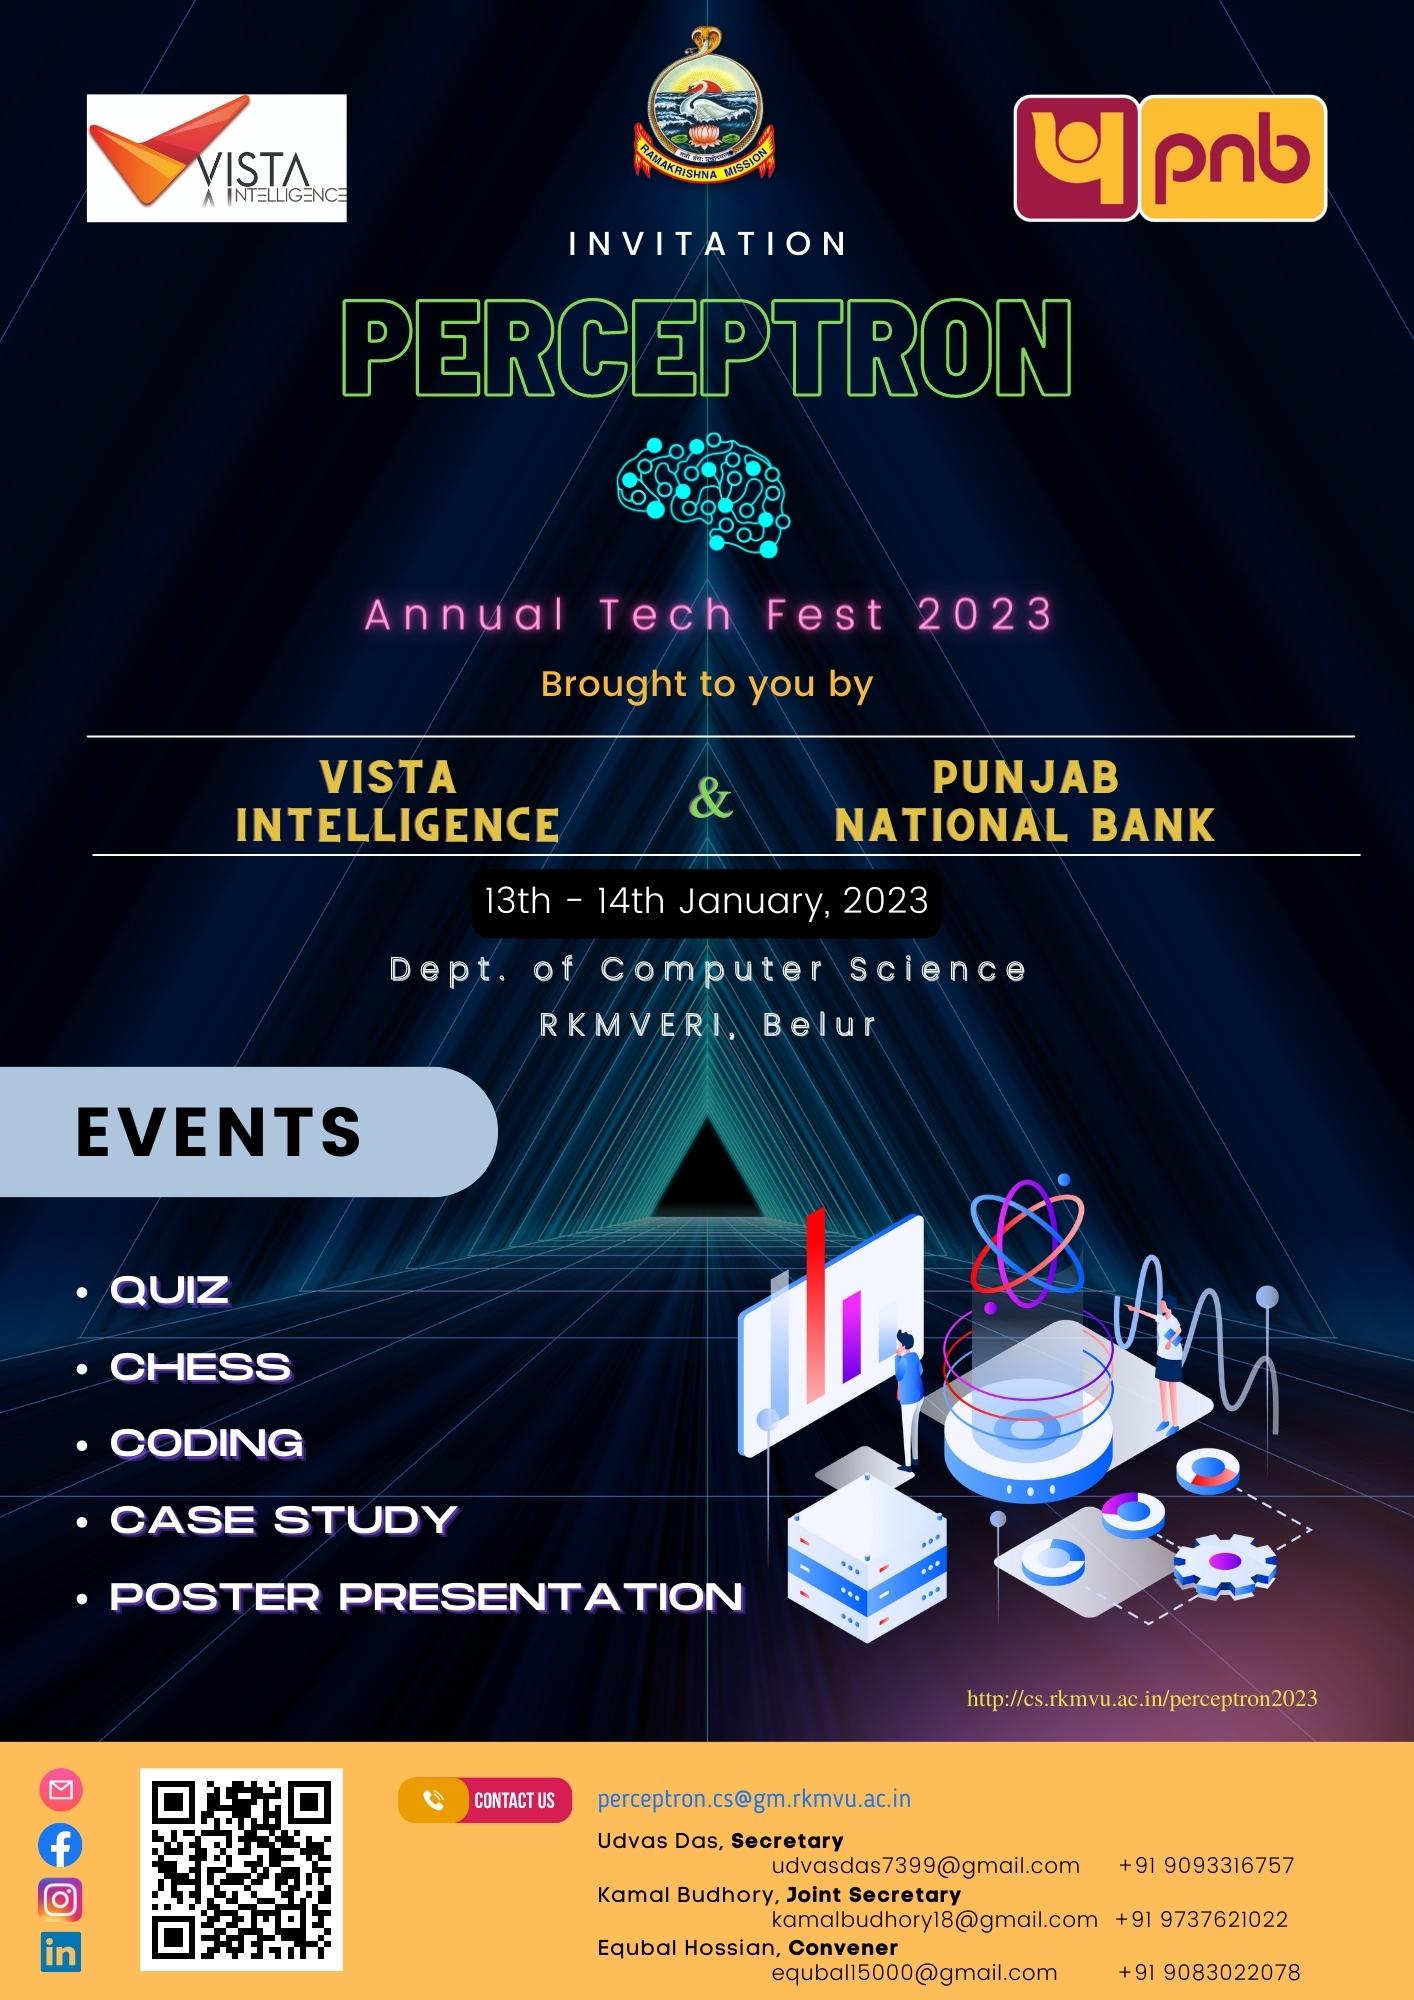 VISTA
INTELLIGENCE
RAMAKRISHNA MISSION
pnb
INVITATION
PERCEPTRON
Annual Tech Fest 2023
Brought to you by
VISTA
INTELLIGENCE
&
PUNJAB
NATIONAL BANK
13th - 14th January, 2023
Dept. of Computer Science
RKMVERI, Belur
EVENTS
• QUIZ
• CHESS
• CODING
• CASE STUDY
• POSTER PRESENTATION
http://cs.rkmvu.ac.in/perceptron2023
CONTACT US
perceptron.cs@gm.rkmvu.ac.in
Udvas Das, Secretary
udvasdas7399@gmail.com +91 9093316757
Kamal Budhory, Joint Secretary
kamalbudhory18@gmail.com +91 9737621022
Equbal Hossian, Convener
equbal15000@gmail.com +91 9083022078